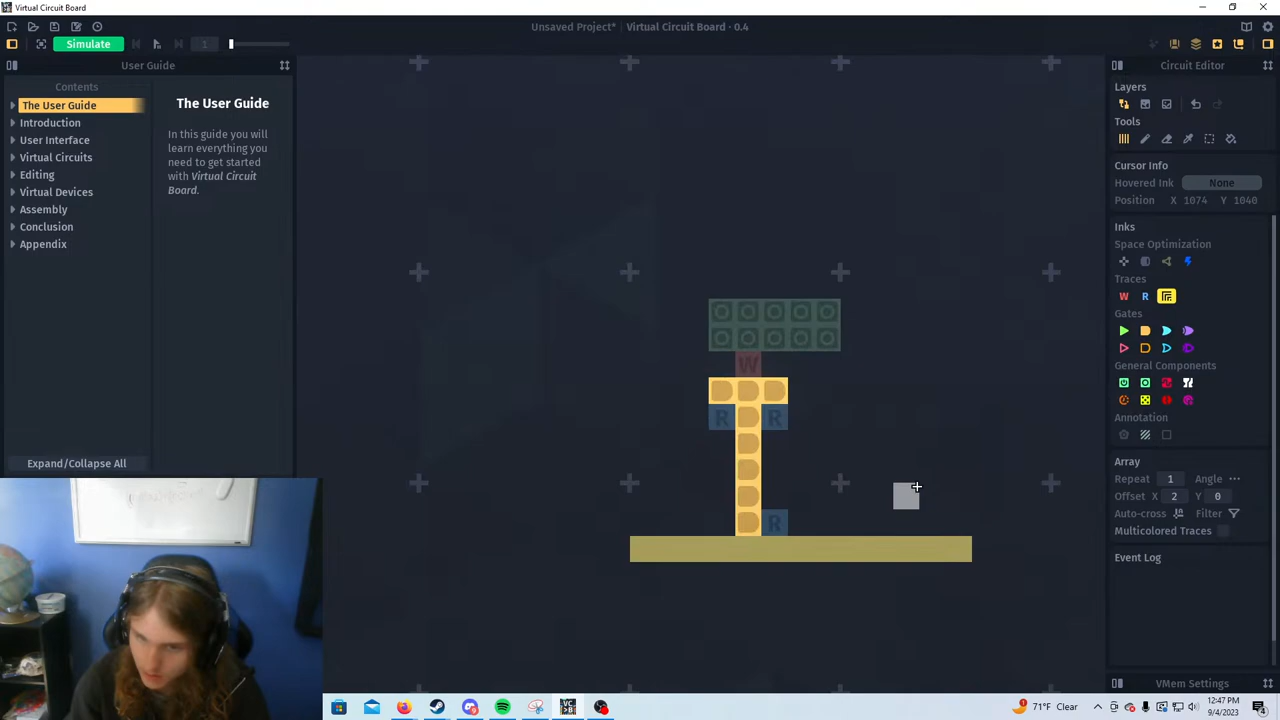 Virtual Circuit Board
Unsaved Project* · Virtual Circuit Board · 0.4
Simulate
1
User Guide
Circuit Editor
Contents
The User Guide
Introduction
User Interface
Virtual Circuits
Editing
Virtual Devices
Assembly
Conclusion
Appendix
Expand/Collapse All
The User Guide
In this guide you will
learn everything you
need to get started
with Virtual Circuit
Board.
W
R R
R
Layers
Tools
Cursor Info
Hovered Ink None
Position X 1074 Y 1040
Inks
Space Optimization
Traces
W R
Gates
General Components
Annotation
Array
Repeat 1 Angle ...
Offset X 2 Y 0
Auto-cross Filter
Multicolored Traces
Event Log
VMem Settings
71°F Clear
12:47 PM
9/4/2023